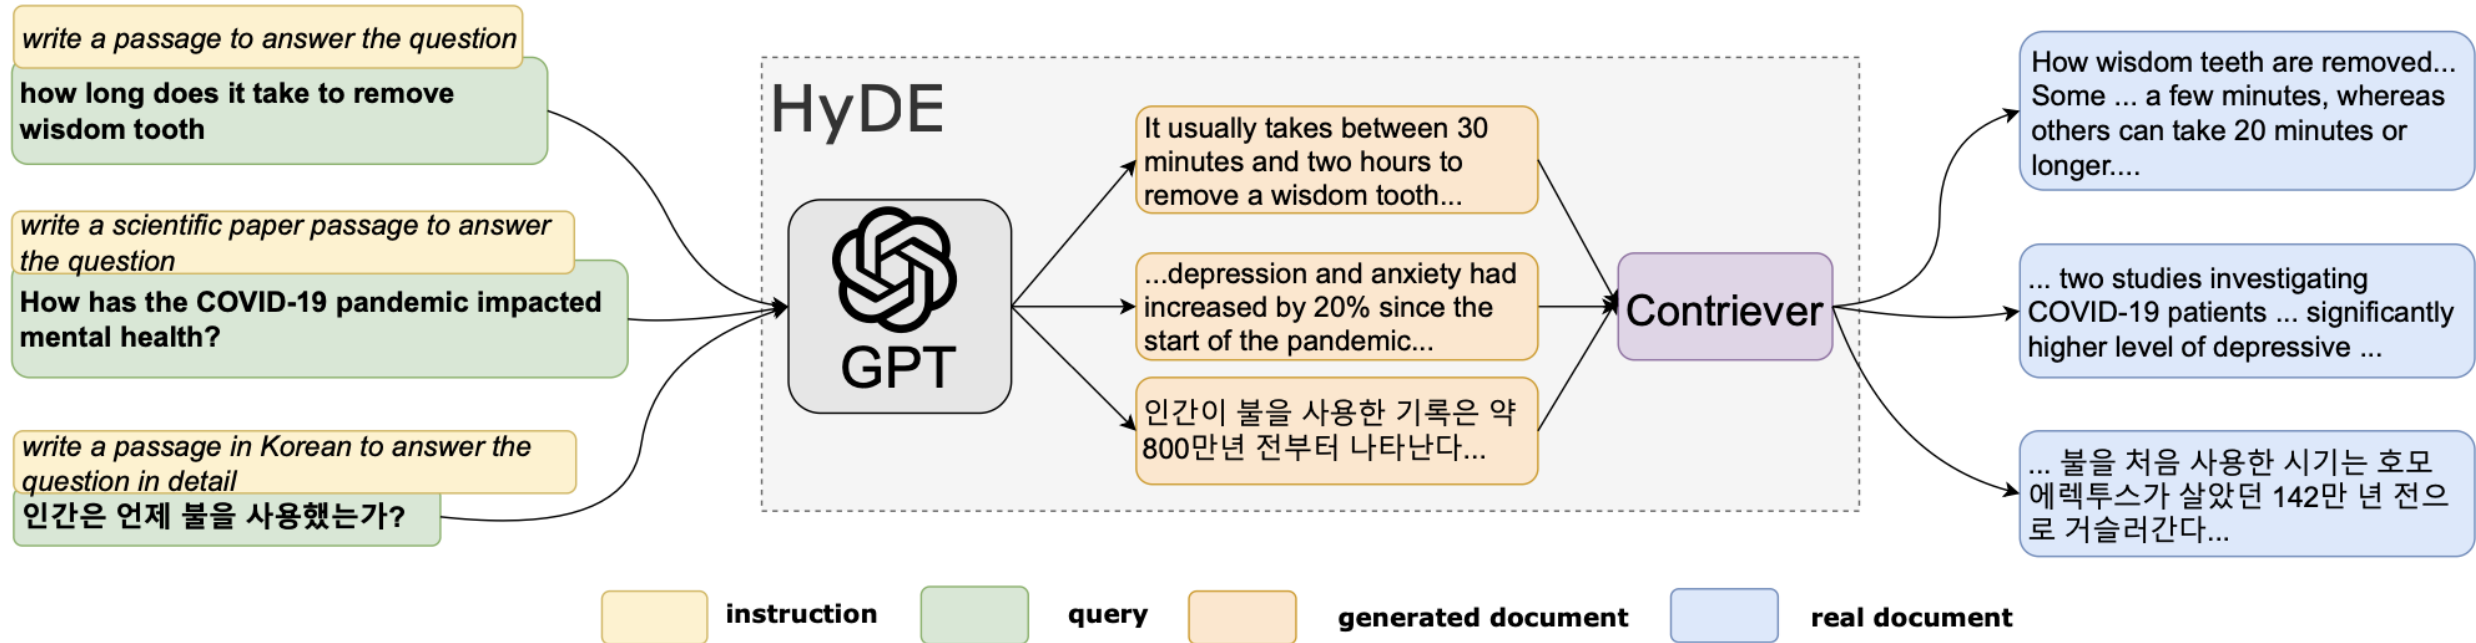 write a passage to answer the question
how long does it take to remove
wisdom tooth
write a scientific paper passage to answer
the question
How has the COVID-19 pandemic impacted
mental health?
write a passage in Korean to answer the
question in detail
인간은 언제 불을 사용했는가?
HyDE
GPT
It usually takes between 30
minutes and two hours to
remove a wisdom tooth...
...depression and anxiety had
increased by 20% since the
start of the pandemic...
인간이 불을 사용한 기록은 약
800만년 전부터 나타난다...
Contriever
How wisdom teeth are removed...
Some ... a few minutes, whereas
others can take 20 minutes or
longer....
... two studies investigating
COVID-19 patients ... significantly
higher level of depressive ...
... 불을 처음 사용한 시기는 호모
에렉투스가 살았던 142만 년 전으
로 거슬러간다...
instruction
query
generated document
real document